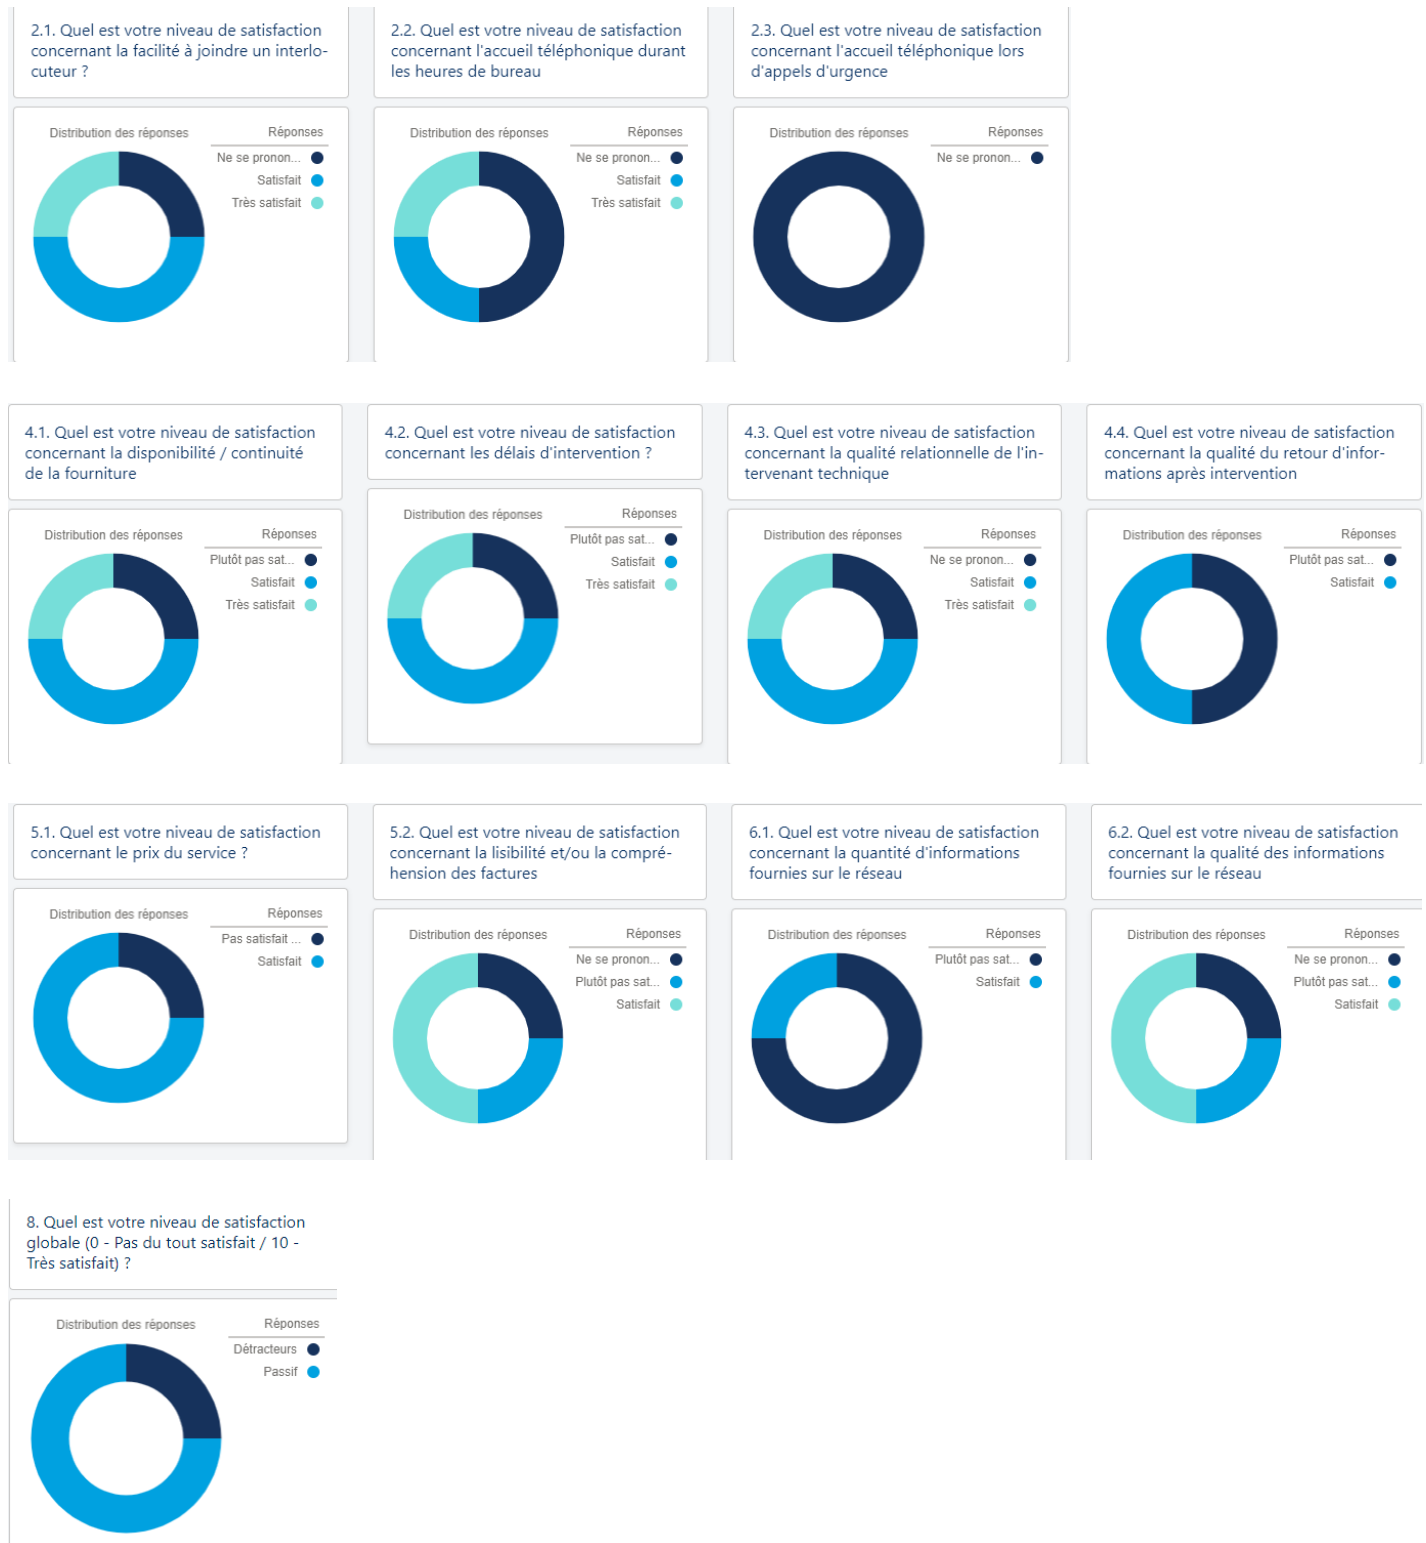 2.1. Quel est votre niveau de satisfaction
concernant la facilité à joindre un interlo-
cuteur ?
Distribution des réponses
Réponses
Ne se pronon...
Satisfait
Très satisfait
2.2. Quel est votre niveau de satisfaction
concernant l'accueil téléphonique durant
les heures de bureau
Distribution des réponses
Réponses
Ne se pronon...
Satisfait
Très satisfait
2.3. Quel est votre niveau de satisfaction
concernant l'accueil téléphonique lors
d'appels d'urgence
Distribution des réponses
Réponses
Ne se pronon...
4.1. Quel est votre niveau de satisfaction
concernant la disponibilité / continuité
de la fourniture
Distribution des réponses
Réponses
Plutôt pas sat...
Satisfait
Très satisfait
4.2. Quel est votre niveau de satisfaction
concernant les délais d'intervention ?
Distribution des réponses
Réponses
Plutôt pas sat...
Satisfait
Très satisfait
4.3. Quel est votre niveau de satisfaction
concernant la qualité relationnelle de l'in-
tervenant technique
Distribution des réponses
Réponses
Ne se pronon...
Satisfait
Très satisfait
4.4. Quel est votre niveau de satisfaction
concernant la qualité du retour d'infor-
mations après intervention
Distribution des réponses
Réponses
Plutôt pas sat...
Satisfait
5.1. Quel est votre niveau de satisfaction
concernant le prix du service ?
Distribution des réponses
Réponses
Pas satisfait ...
Satisfait
5.2. Quel est votre niveau de satisfaction
concernant la lisibilité et/ou la compré-
hension des factures
Distribution des réponses
Réponses
Ne se pronon...
Plutôt pas sat...
Satisfait
6.1. Quel est votre niveau de satisfaction
concernant la quantité d'informations
fournies sur le réseau
Distribution des réponses
Réponses
Plutôt pas sat...
Satisfait
6.2. Quel est votre niveau de satisfaction
concernant la qualité des informations
fournies sur le réseau
Distribution des réponses
Réponses
Ne se pronon...
Plutôt pas sat...
Satisfait
8. Quel est votre niveau de satisfaction
globale (0 - Pas du tout satisfait / 10 -
Très satisfait) ?
Distribution des réponses
Réponses
Détracteurs
Passif